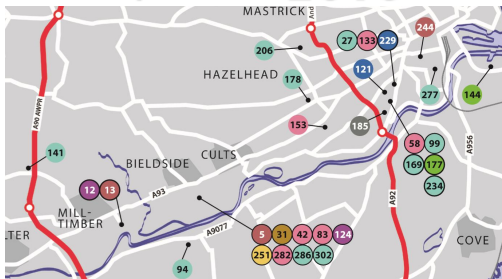 MASTRICK
And
244
27 133 229
206
HAZELHEAD
121
178
277
144
153
185
A90 AWPR
58 99
141
CULTS
169 177
A956
BIELDSIDE
234
12 13
A93
A92
MILL-
TIMBER
5 31 42 83 124
LTER
A9077
COVE
251 282 286 302
94